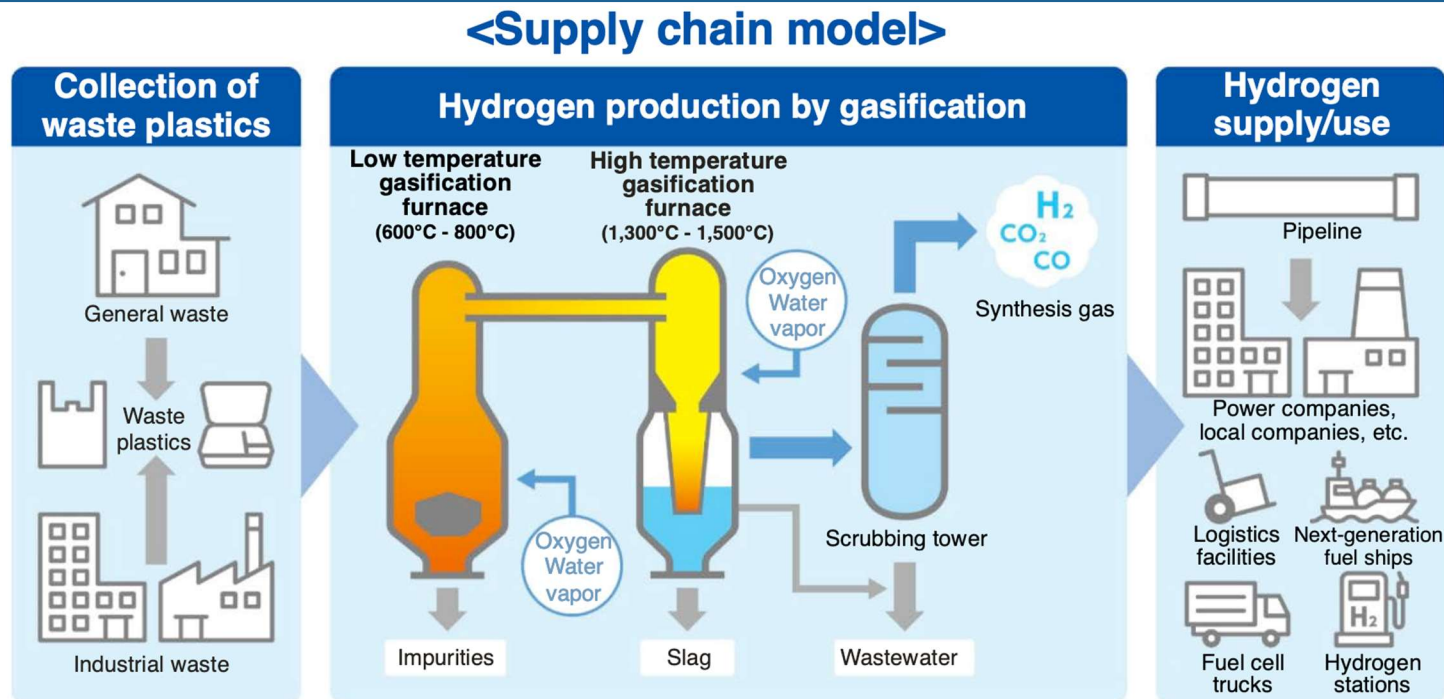 <Supply chain model>
Collection of
waste plastics
General waste
Waste
plastics
Industrial waste
Hydrogen production by gasification
Low temperature
gasification
furnace
(600°C - 800°C)
High temperature
gasification
furnace
(1,300°C - 1,500°C)
Oxygen
Water
vapor
Oxygen
Water
vapor
H₂
CO₂
CO
Synthesis gas
Scrubbing tower
Impurities
Slag
Wastewater
Hydrogen
supply/use
Pipeline
Power companies,
local companies, etc.
Logistics
facilities
Next-generation
fuel ships
Fuel cell
trucks
H₂
Hydrogen
stations